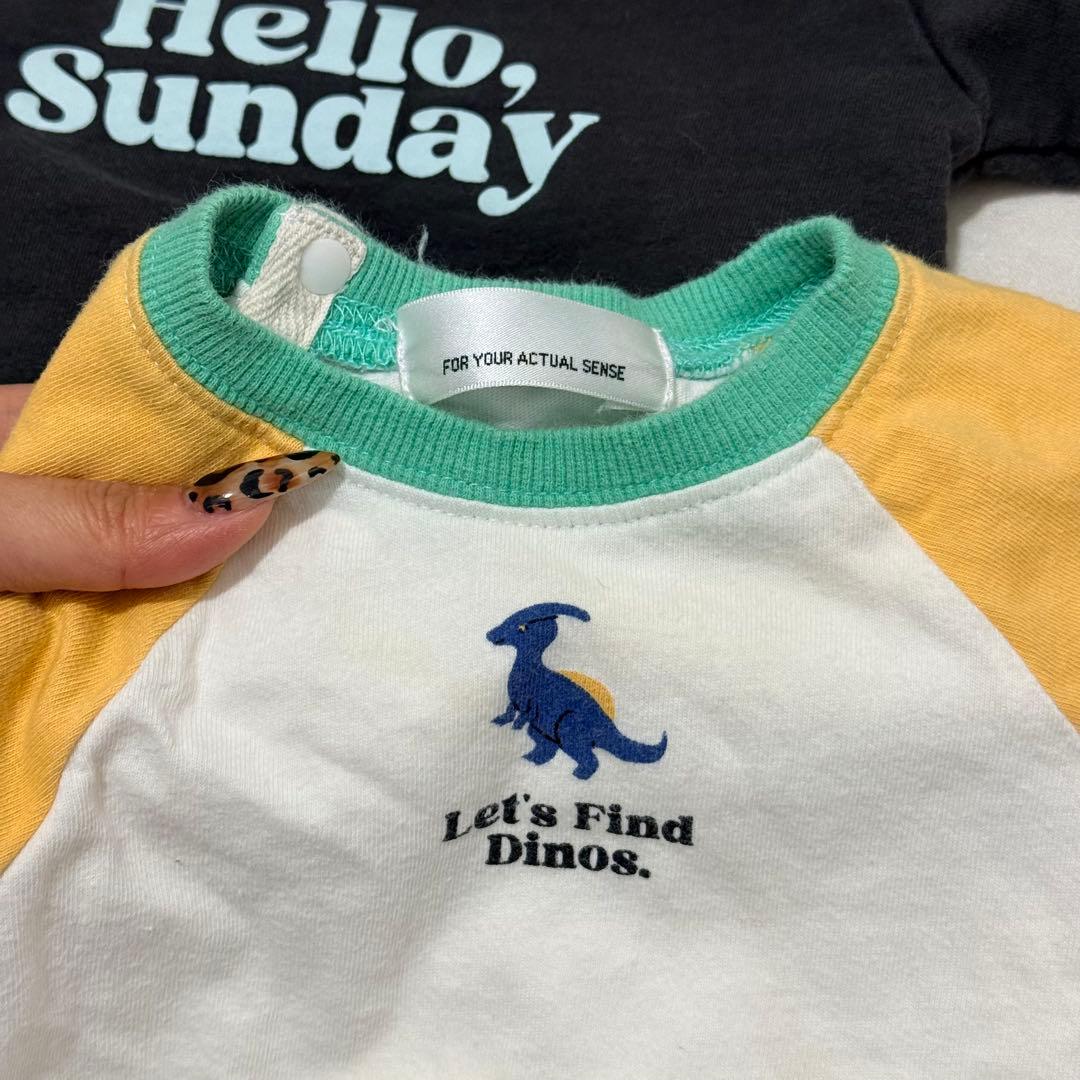 Hello,
Sunday
FOR YOUR ACTUAL SENSE
Let's Find
Dinos.